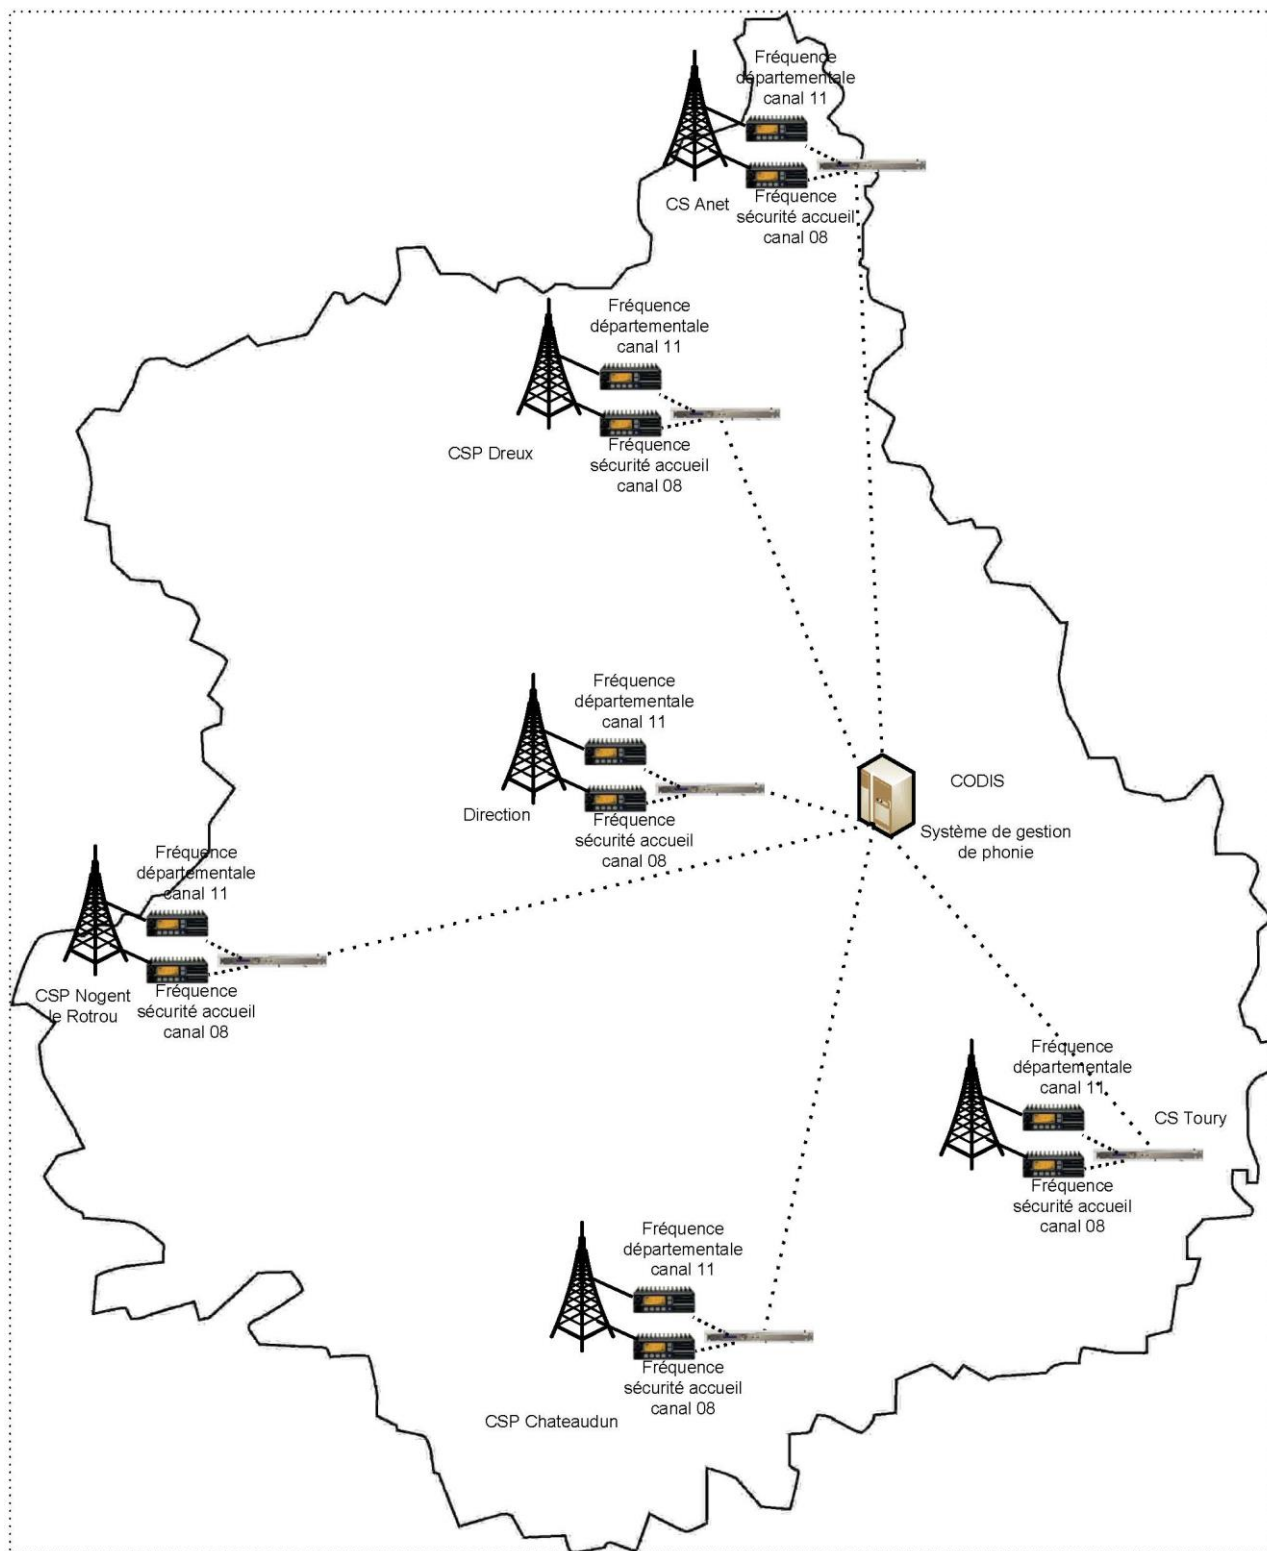 Fréquence
départementale
canal 11
CS Anet
Fréquence
sécurité accueil
canal 08
Fréquence
départementale
canal 11
CSP Dreux
Fréquence
sécurité accueil
canal 08
Fréquence
départementale
canal 11
Direction
Fréquence
sécurité accueil
canal 08
CODIS
Système de gestion
de phonie
Fréquence
départementale
canal 11
CSP Nogent
le Rotrou
Fréquence
sécurité accueil
canal 08
Fréquence
départementale
canal 11
CS Toury
Fréquence
sécurité accueil
canal 08
Fréquence
départementale
canal 11
Fréquence
sécurité accueil
canal 08
CSP Chateaudun